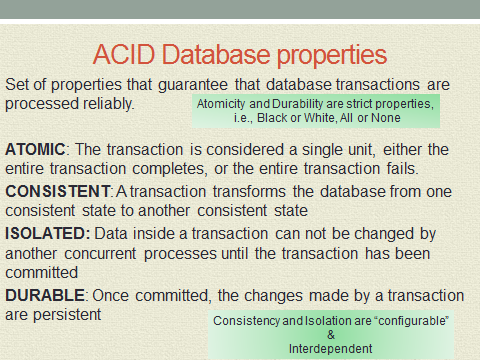 ACID Database properties
Set of properties that guarantee that database transactions are
processed reliably.
Atomicity and Durability are strict properties,
i.e., Black or White, All or None
ATOMIC: The transaction is considered a single unit, either the
entire transaction completes, or the entire transaction fails.
CONSISTENT: A transaction transforms the database from one
consistent state to another consistent state
ISOLATED: Data inside a transaction can not be changed by
another concurrent processes until the transaction has been
committed
DURABLE: Once committed, the changes made by a transaction
are persistent
Consistency and Isolation are “configurable”
&
Interdependent